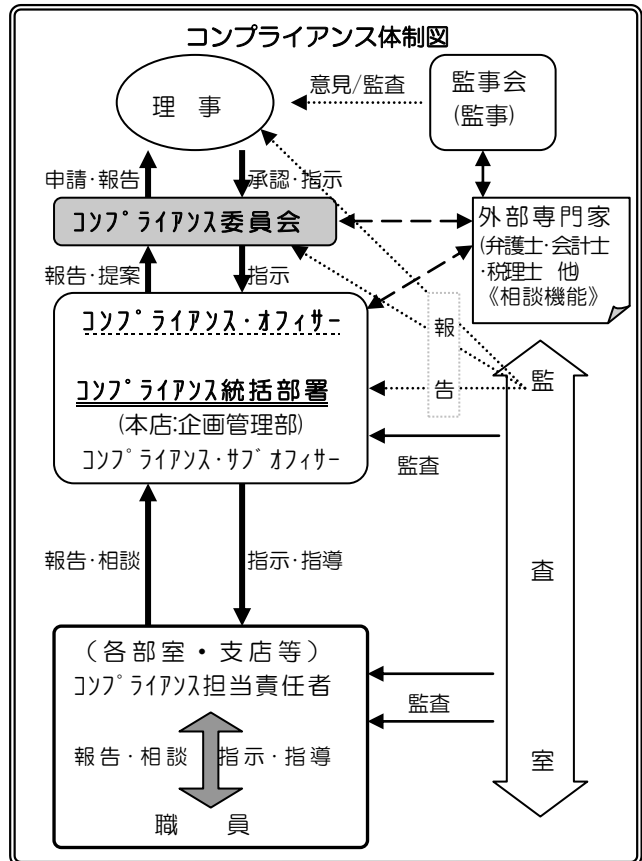 コンプライアンス体制図
理 事
意見/監査
監事会
(監事)
申請・報告
承認・指示
コンプライアンス委員会
外部専門家
(弁護士・会計士
・税理士 他)
《相談機能》
報告・提案
指示
コンプライアンス・オフィサー
報
告
コンプライアンス統括部署
(本店:企画管理部)
コンプライアンス・サブオフィサー
監査
監
査
室
報告・相談
指示・指導
(各部室・支店等)
コンプライアンス担当責任者
監査
報告・相談
指示・指導
職 員